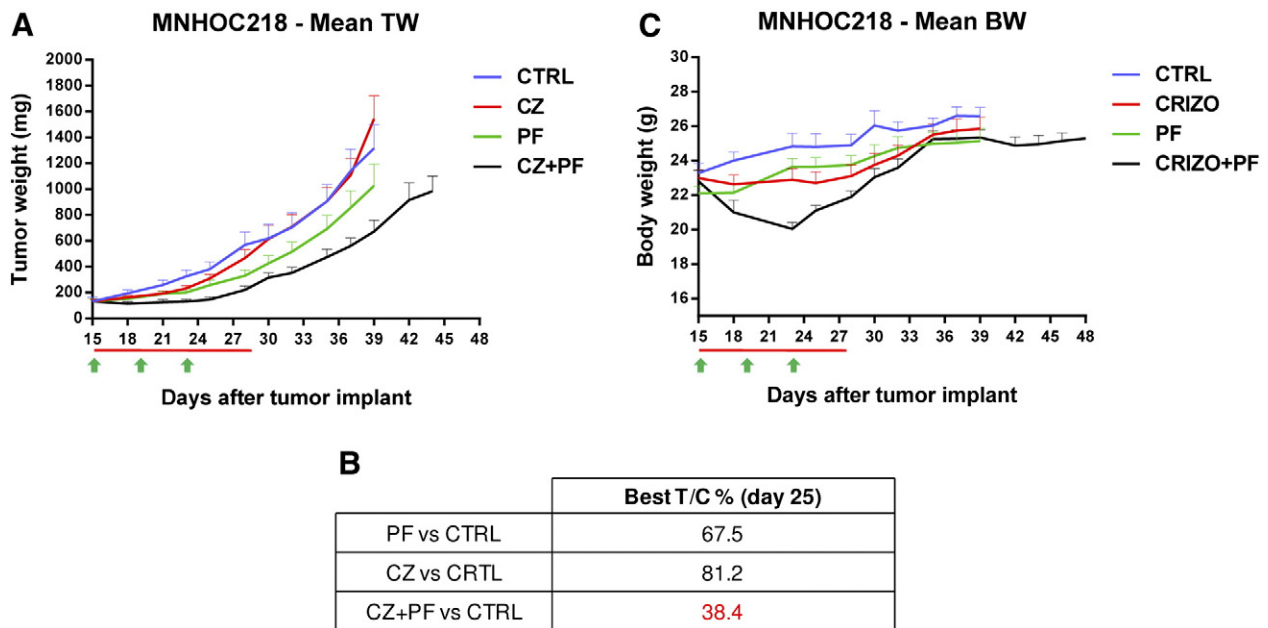 A
MNHOC218 - Mean TW
Tumor weight (mg)
2000
1800
1600
1400
1200
1000
800
600
400
200
0
15 18 21 24 27 30 33 36 39 42 45 48
Days after tumor implant
CTRL
CZ
PF
CZ+PF
C
MNHOC218 - Mean BW
Body weight (g)
30
28
26
24
22
20
18
16
15 18 21 24 27 30 33 36 39 42 45 48
Days after tumor implant
CTRL
CRIZO
PF
CRIZO+PF
B
Best T/C % (day 25)
PF vs CTRL 67.5
CZ vs CRTL 81.2
CZ+PF vs CTRL 38.4